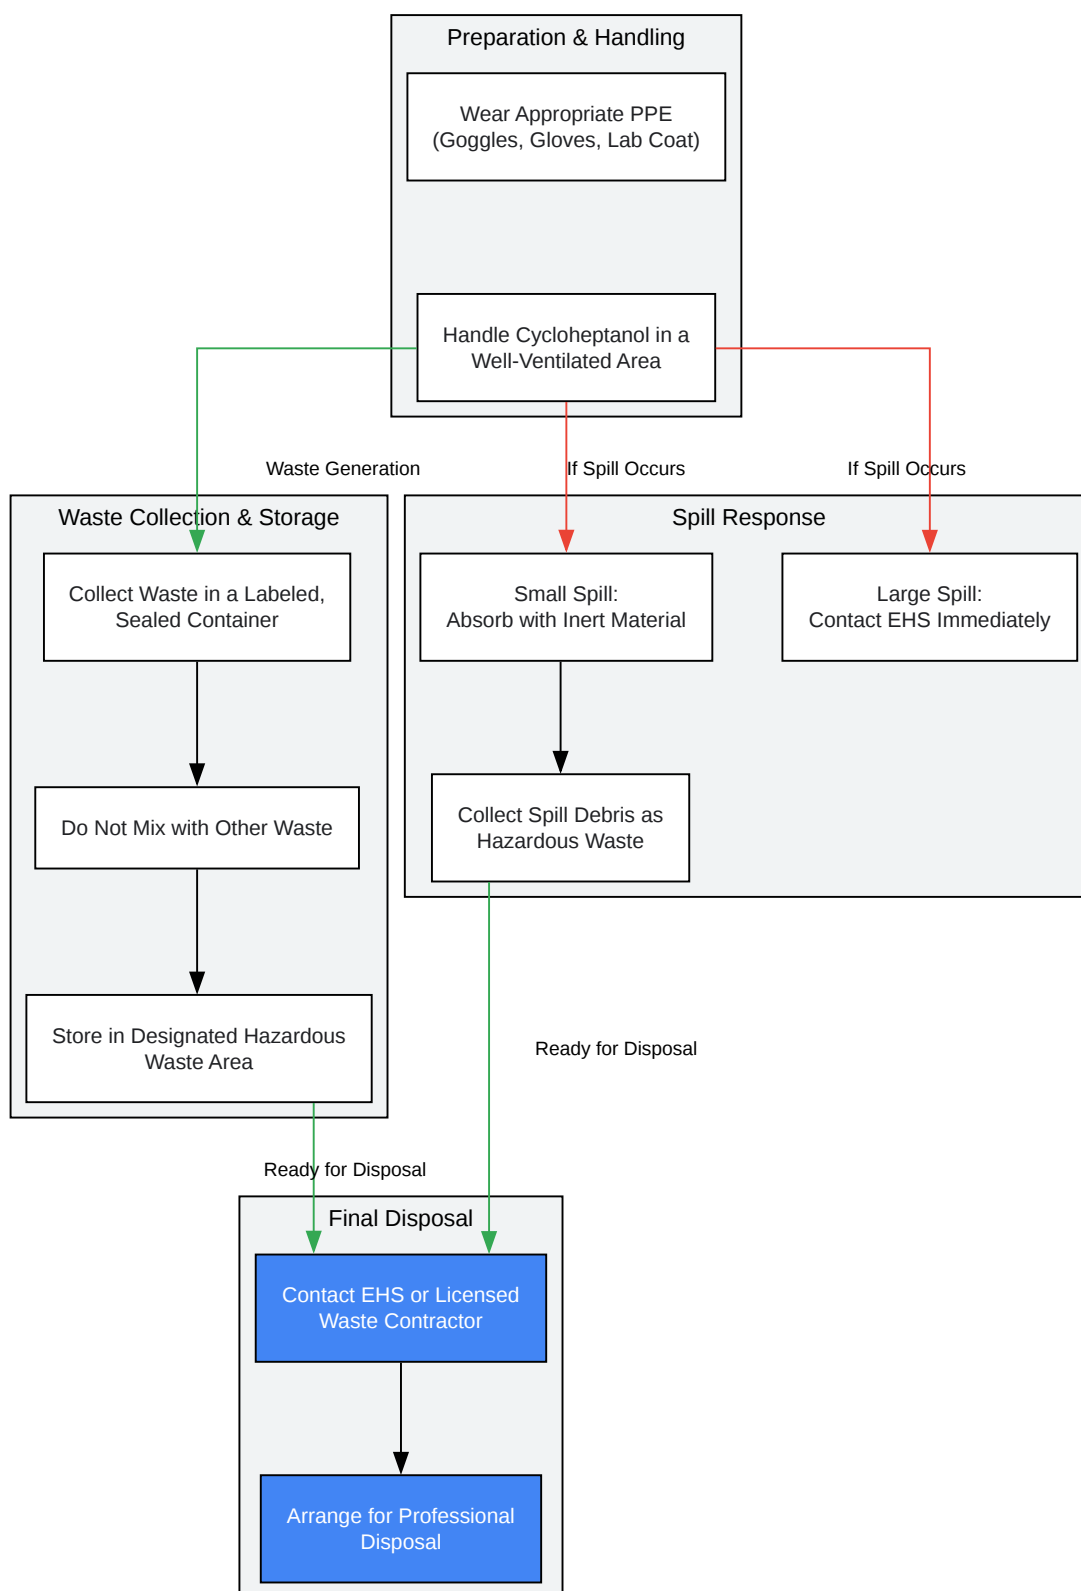 Preparation & Handling
Wear Appropriate PPE
(Goggles, Gloves, Lab Coat)
Handle Cycloheptanol in a
Well-Ventilated Area
Waste Generation
If Spill Occurs
If Spill Occurs
Waste Collection & Storage
Collect Waste in a Labeled,
Sealed Container
Do Not Mix with Other Waste
Store in Designated Hazardous
Waste Area
Spill Response
Small Spill:
Absorb with Inert Material
Large Spill:
Contact EHS Immediately
Collect Spill Debris as
Hazardous Waste
Ready for Disposal
Ready for Disposal
Final Disposal
Contact EHS or Licensed
Waste Contractor
Arrange for Professional
Disposal